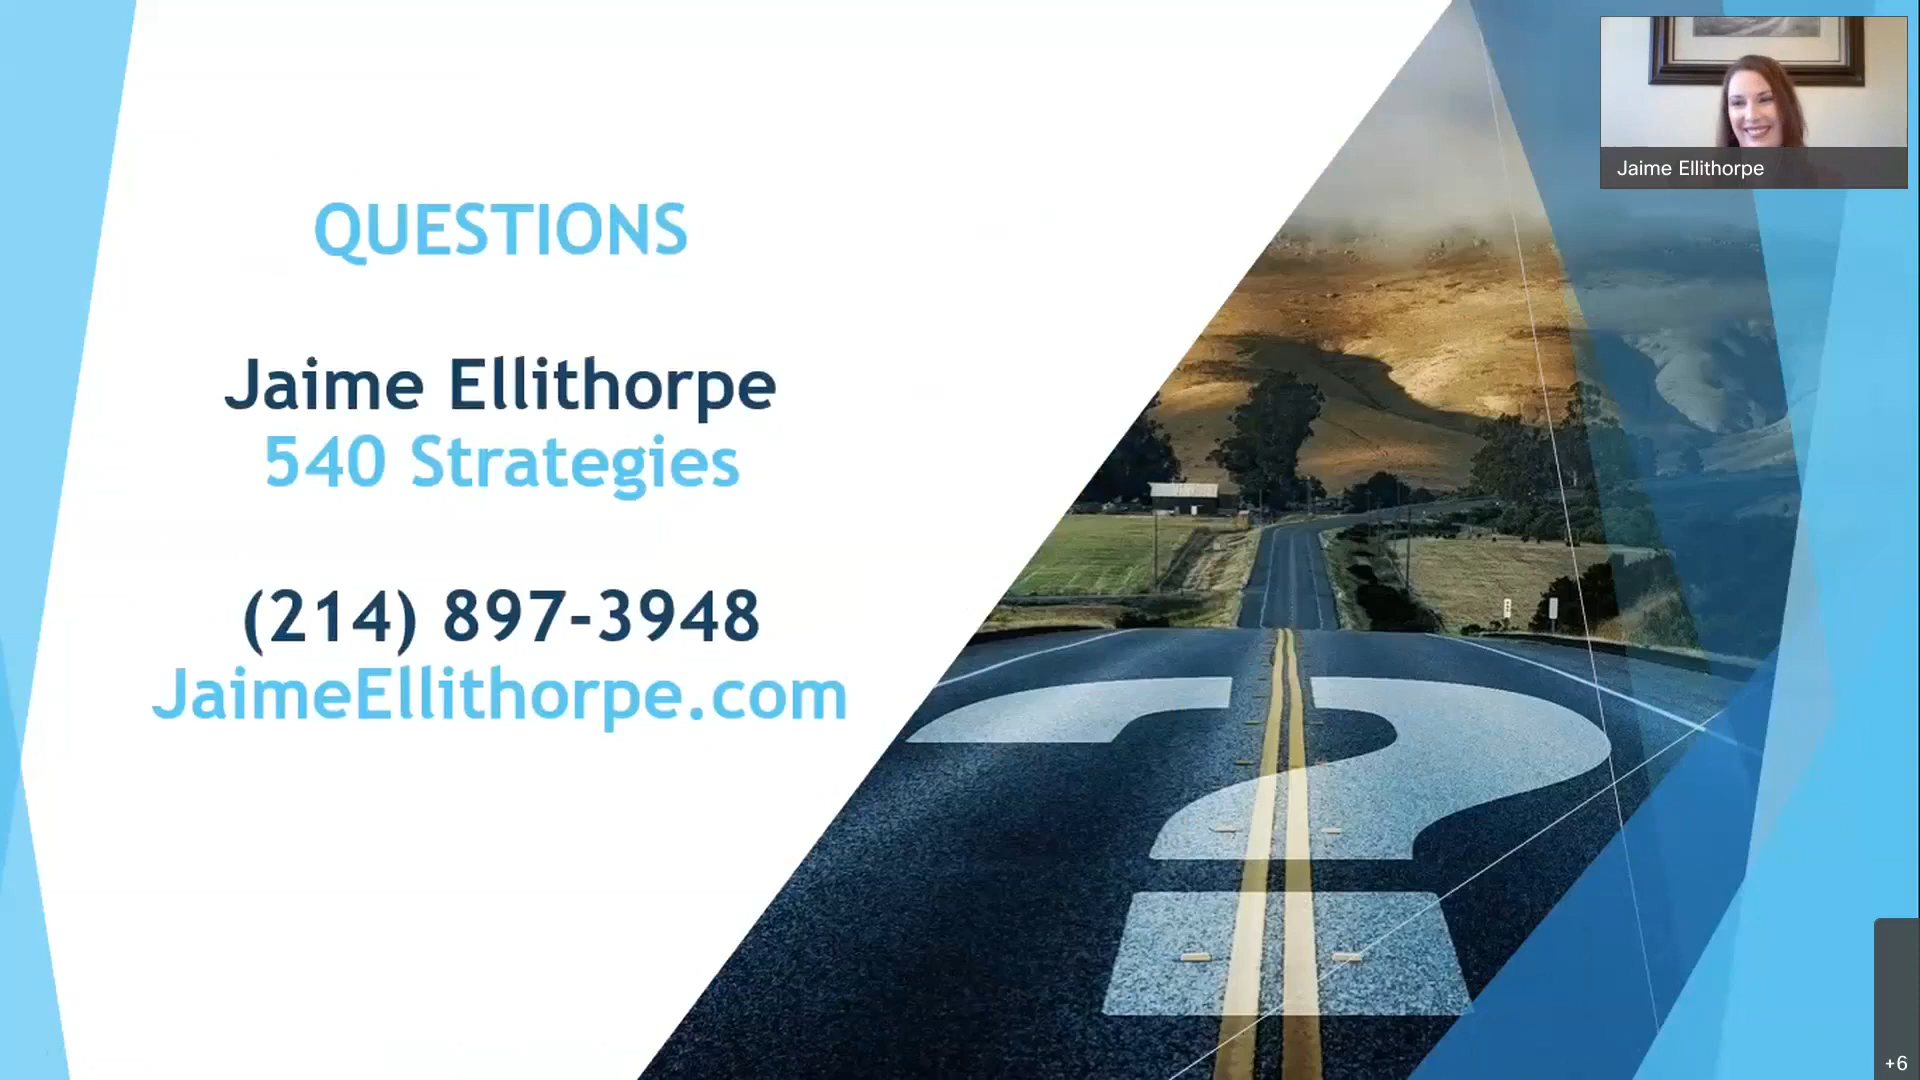 QUESTIONS
Jaime Ellithorpe
540 Strategies
(214) 897-3948
JaimeEllithorpe.com
Jaime Ellithorpe
+6